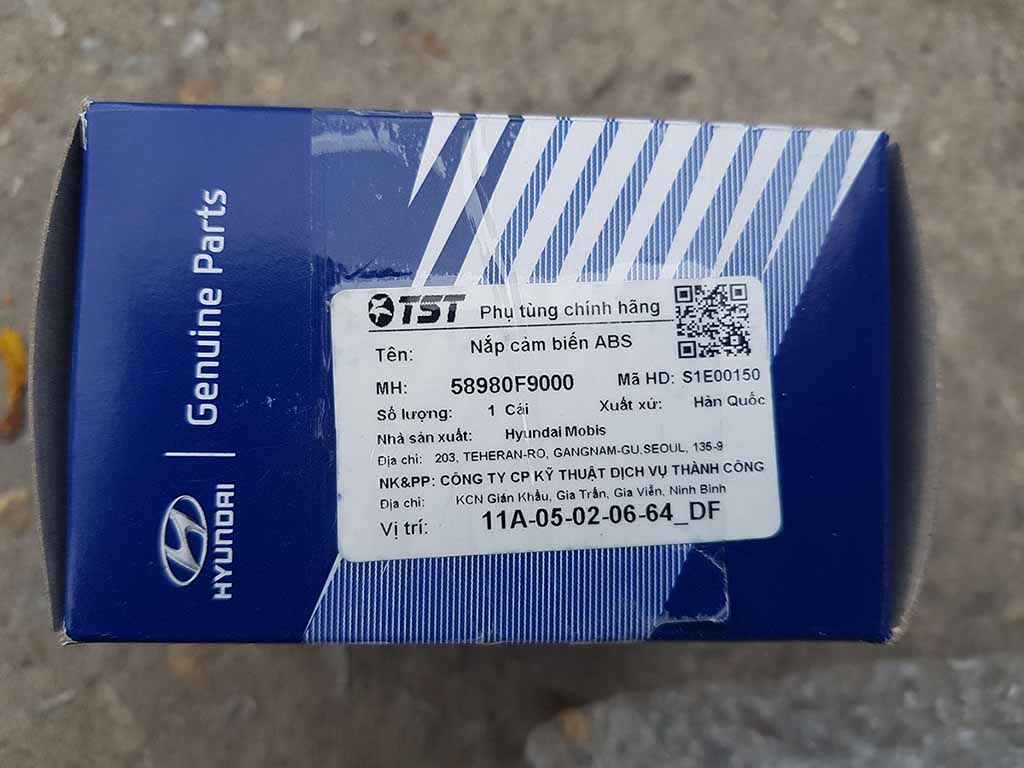 HYUNDAI | Genuine Parts
TST Phụ tùng chính hãng
Tên: Nắp cảm biến ABS
MH: 58980F9000 Mã HD: S1E00150
Số lượng: 1 Cái Xuất xứ: Hàn Quốc
Nhà sản xuất: Hyundai Mobis
Địa chỉ: 203, TEHERAN-RO, GANGNAM-GU,SEOUL, 135-9
NK&PP: CÔNG TY CP KỸ THUẬT DỊCH VỤ THÀNH CÔNG
Địa chỉ: KCN Gián Khẩu, Gia Trấn, Gia Viễn, Ninh Bình
Vị trí: 11A-05-02-06-64_DF